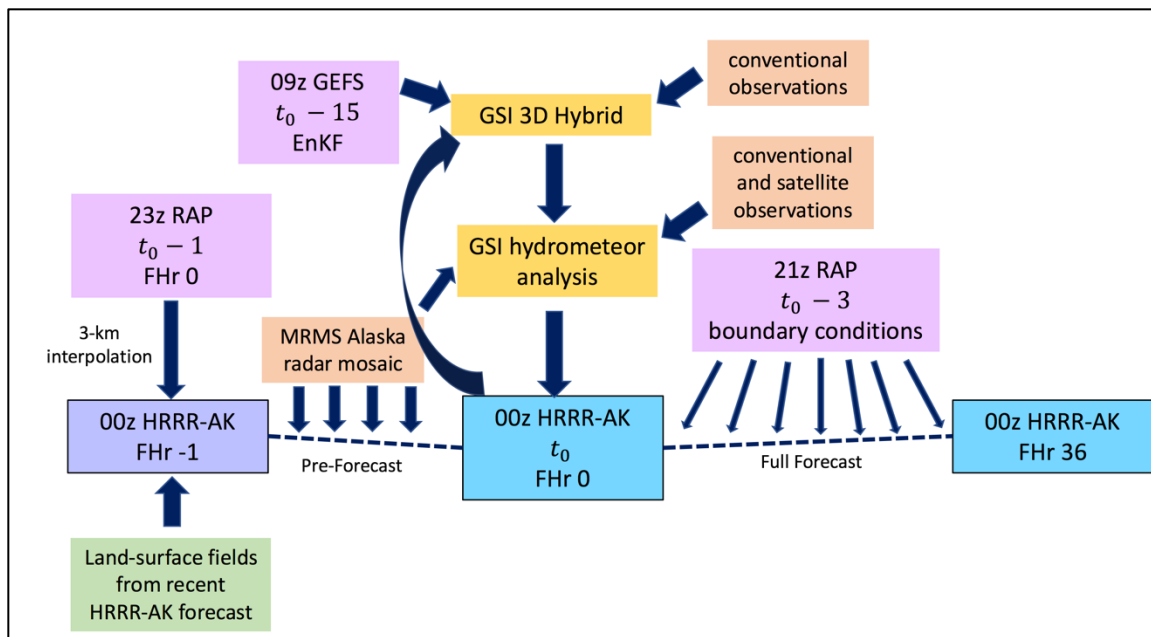 09z GEFS
t₀ − 15
EnKF
GSI 3D Hybrid
conventional
observations
conventional
and satellite
observations
23z RAP
t₀ − 1
FHr 0
GSI hydrometeor
analysis
21z RAP
t₀ − 3
boundary conditions
3-km
interpolation
MRMS Alaska
radar mosaic
00z HRRR-AK
FHr -1
Pre-Forecast
00z HRRR-AK
t₀
FHr 0
Full Forecast
00z HRRR-AK
FHr 36
Land-surface fields
from recent
HRRR-AK forecast